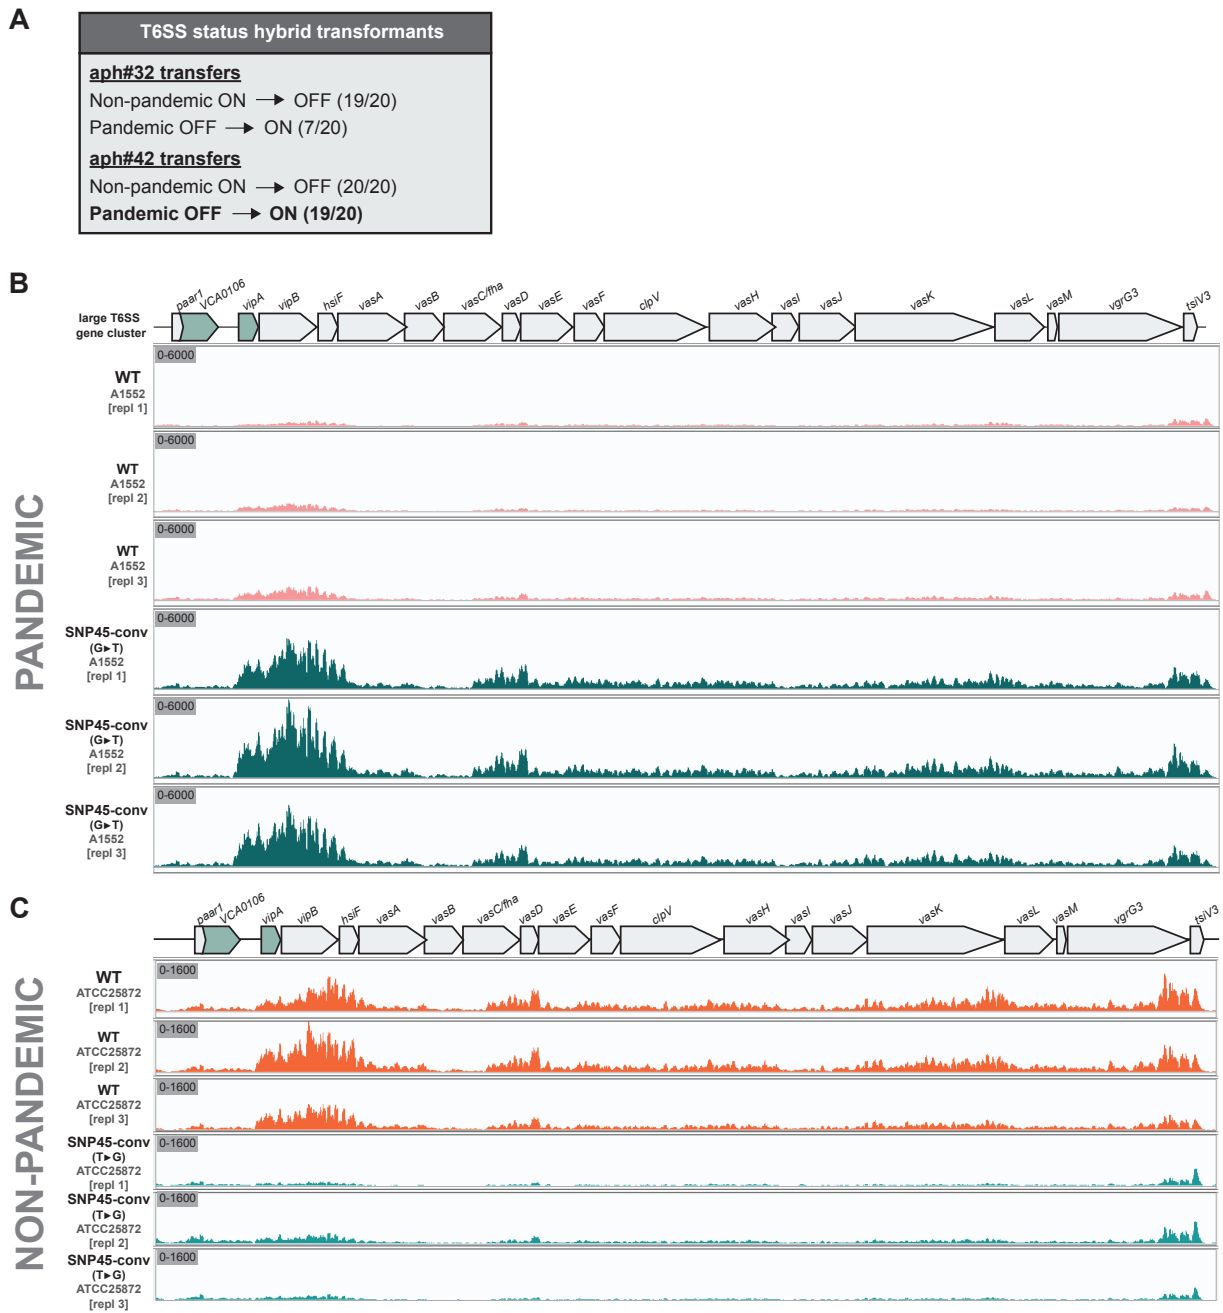 A
T6SS status hybrid transformants
aph#32 transfers
Non-pandemic ON → OFF (19/20)
Pandemic OFF → ON (7/20)
aph#42 transfers
Non-pandemic ON → OFF (20/20)
Pandemic OFF → ON (19/20)
B
large T6SS
gene cluster
paar1 VCA0106 vipA vipB hsiF vasA vasB vasC/fha vasD vasE vasF clpV vasH vasI vasJ vasK vasL vasM vgrG3 tsiV3
PANDEMIC
0-6000
WT
A1552
[repl 1]
0-6000
WT
A1552
[repl 2]
0-6000
WT
A1552
[repl 3]
0-6000
SNP45-conv
(G▸T)
A1552
[repl 1]
0-6000
SNP45-conv
(G▸T)
A1552
[repl 2]
0-6000
SNP45-conv
(G▸T)
A1552
[repl 3]
C
paar1 VCA0106 vipA vipB hsiF vasA vasB vasC/fha vasD vasE vasF clpV vasH vasI vasJ vasK vasL vasM vgrG3 tsiV3
NON-PANDEMIC
0-1600
WT
ATCC25872
[repl 1]
0-1600
WT
ATCC25872
[repl 2]
0-1600
WT
ATCC25872
[repl 3]
0-1600
SNP45-conv
(T▸G)
ATCC25872
[repl 1]
0-1600
SNP45-conv
(T▸G)
ATCC25872
[repl 2]
0-1600
SNP45-conv
(T▸G)
ATCC25872
[repl 3]